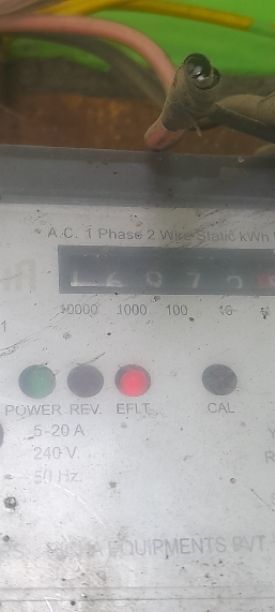 A.C. 1 Phase 2 Wire Static kWh
10000 1000 100 10
POWER REV. EFLT. CAL
5-20 A
240 V.
50 Hz.
EQUIPMENTS PVT.